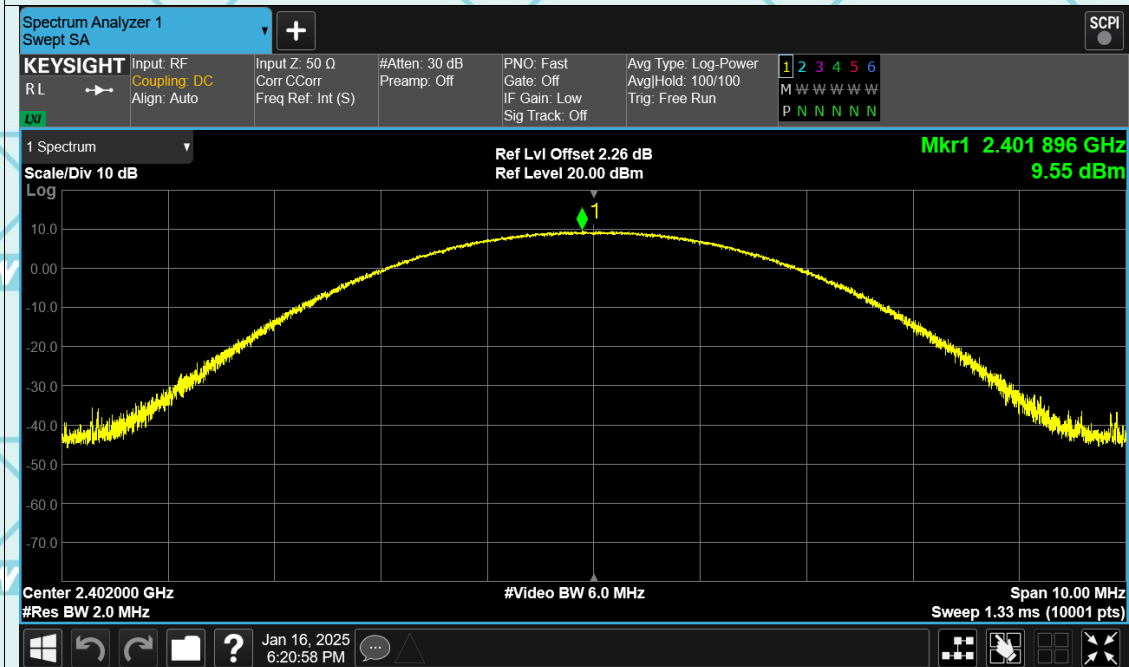 Spectrum Analyzer 1
Swept SA
+
SCPI
KEYSIGHT
RL
LXI
Input: RF
Coupling: DC
Align: Auto
Input Z: 50 Ω
Corr CCorr
Freq Ref: Int (S)
#Atten: 30 dB
Preamp: Off
PNO: Fast
Gate: Off
IF Gain: Low
Sig Track: Off
Avg Type: Log-Power
Avg|Hold: 100/100
Trig: Free Run
1 2 3 4 5 6
M W W W W W
P N N N N N
1 Spectrum
Scale/Div 10 dB
Log
Ref Lvl Offset 2.26 dB
Ref Level 20.00 dBm
Mkr1 2.401 896 GHz
9.55 dBm
1
10.0
0.00
-10.0
-20.0
-30.0
-40.0
-50.0
-60.0
-70.0
Center 2.402000 GHz
#Res BW 2.0 MHz
#Video BW 6.0 MHz
Span 10.00 MHz
Sweep 1.33 ms (10001 pts)
?
Jan 16, 2025
6:20:58 PM